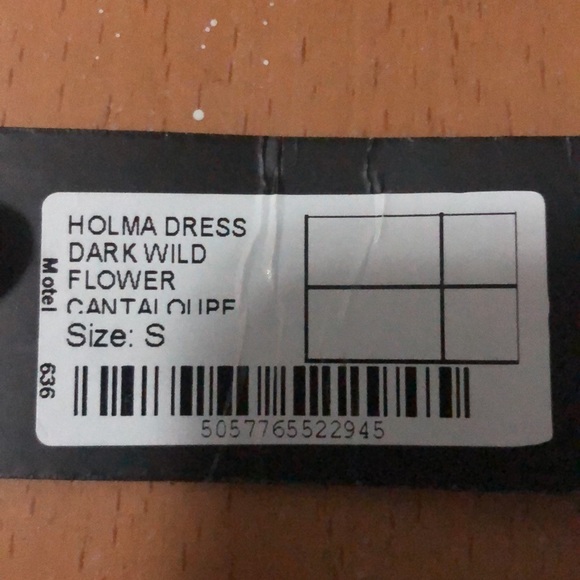 HOLMA DRESS
DARK WILD
FLOWER
CANTALOUPE
Size: S
Motel 636
5057765522945